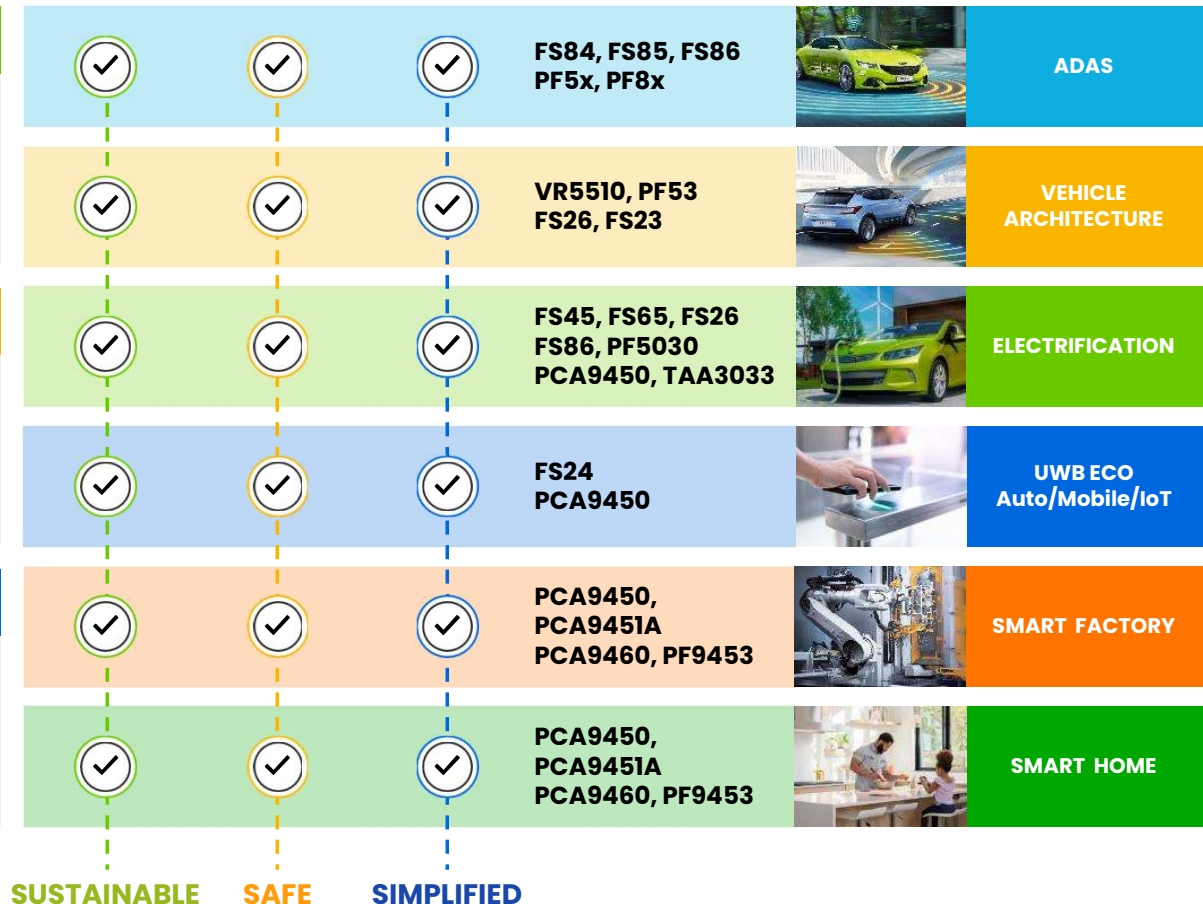 FS84, FS85, FS86
PF5x, PF8x
ADAS
VR5510, PF53
FS26, FS23
VEHICLE
ARCHITECTURE
FS45, FS65, FS26
FS86, PF5030
PCA9450, TAA3033
ELECTRIFICATION
FS24
PCA9450
UWB ECO
Auto/Mobile/IoT
PCA9450,
PCA9451A
PCA9460, PF9453
SMART FACTORY
PCA9450,
PCA9451A
PCA9460, PF9453
SMART HOME
SUSTAINABLE
SAFE
SIMPLIFIED